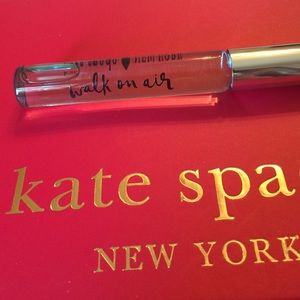 walk on air
kate spa
NEW YORK